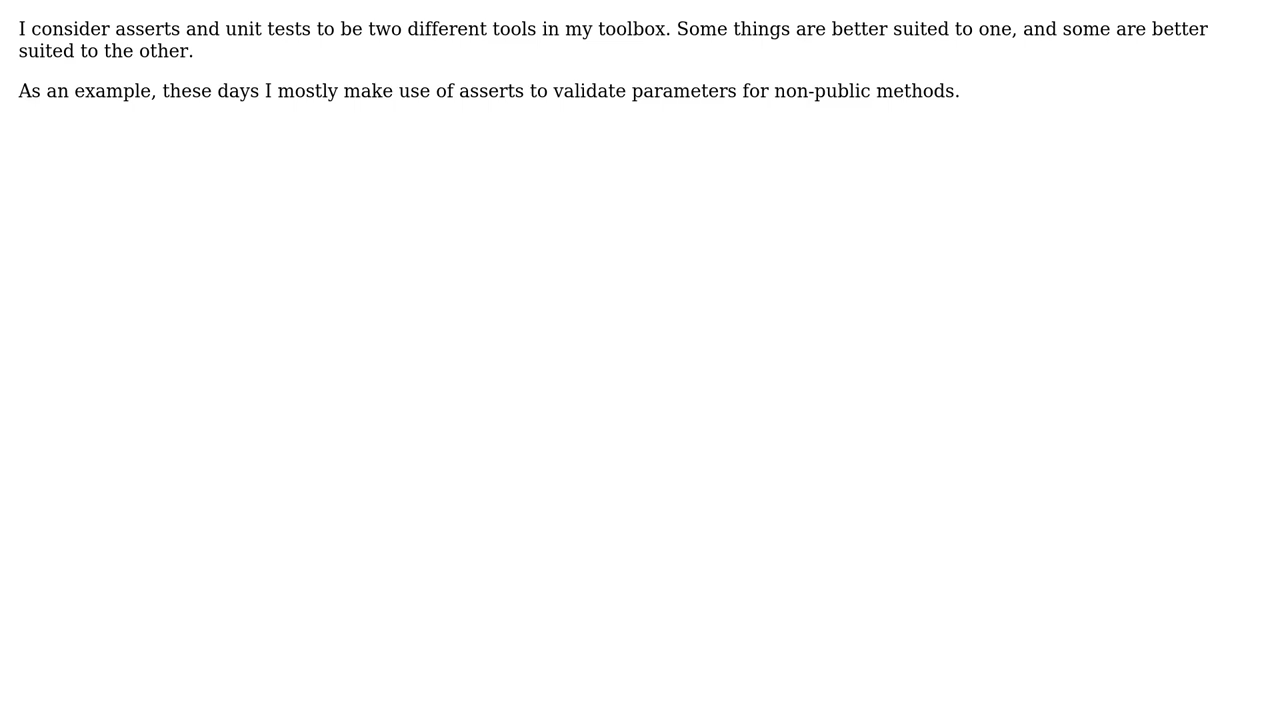 I consider asserts and unit tests to be two different tools in my toolbox. Some things are better suited to one, and some are better
suited to the other.
As an example, these days I mostly make use of asserts to validate parameters for non-public methods.